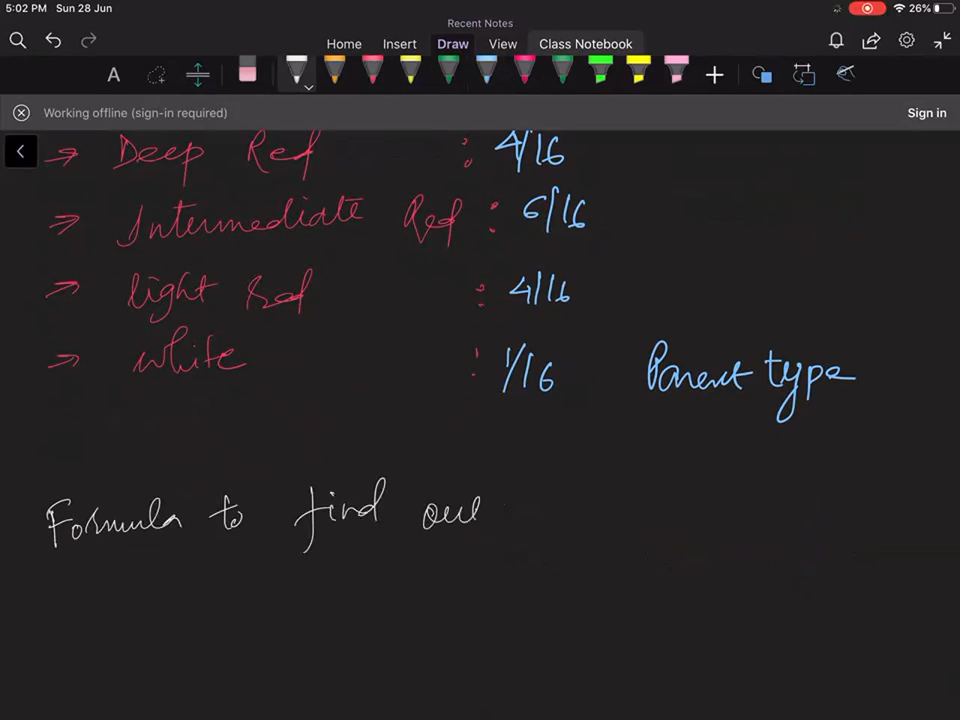 5:02 PM Sun 28 Jun 26%
Recent Notes
Home Insert Draw View Class Notebook
A
Working offline (sign-in required) Sign in
→ Deep Red : 4/16
→ Intermediate Red : 6/16
→ light Red : 4/16
→ white : 1/16 Parent type
Formula to find out